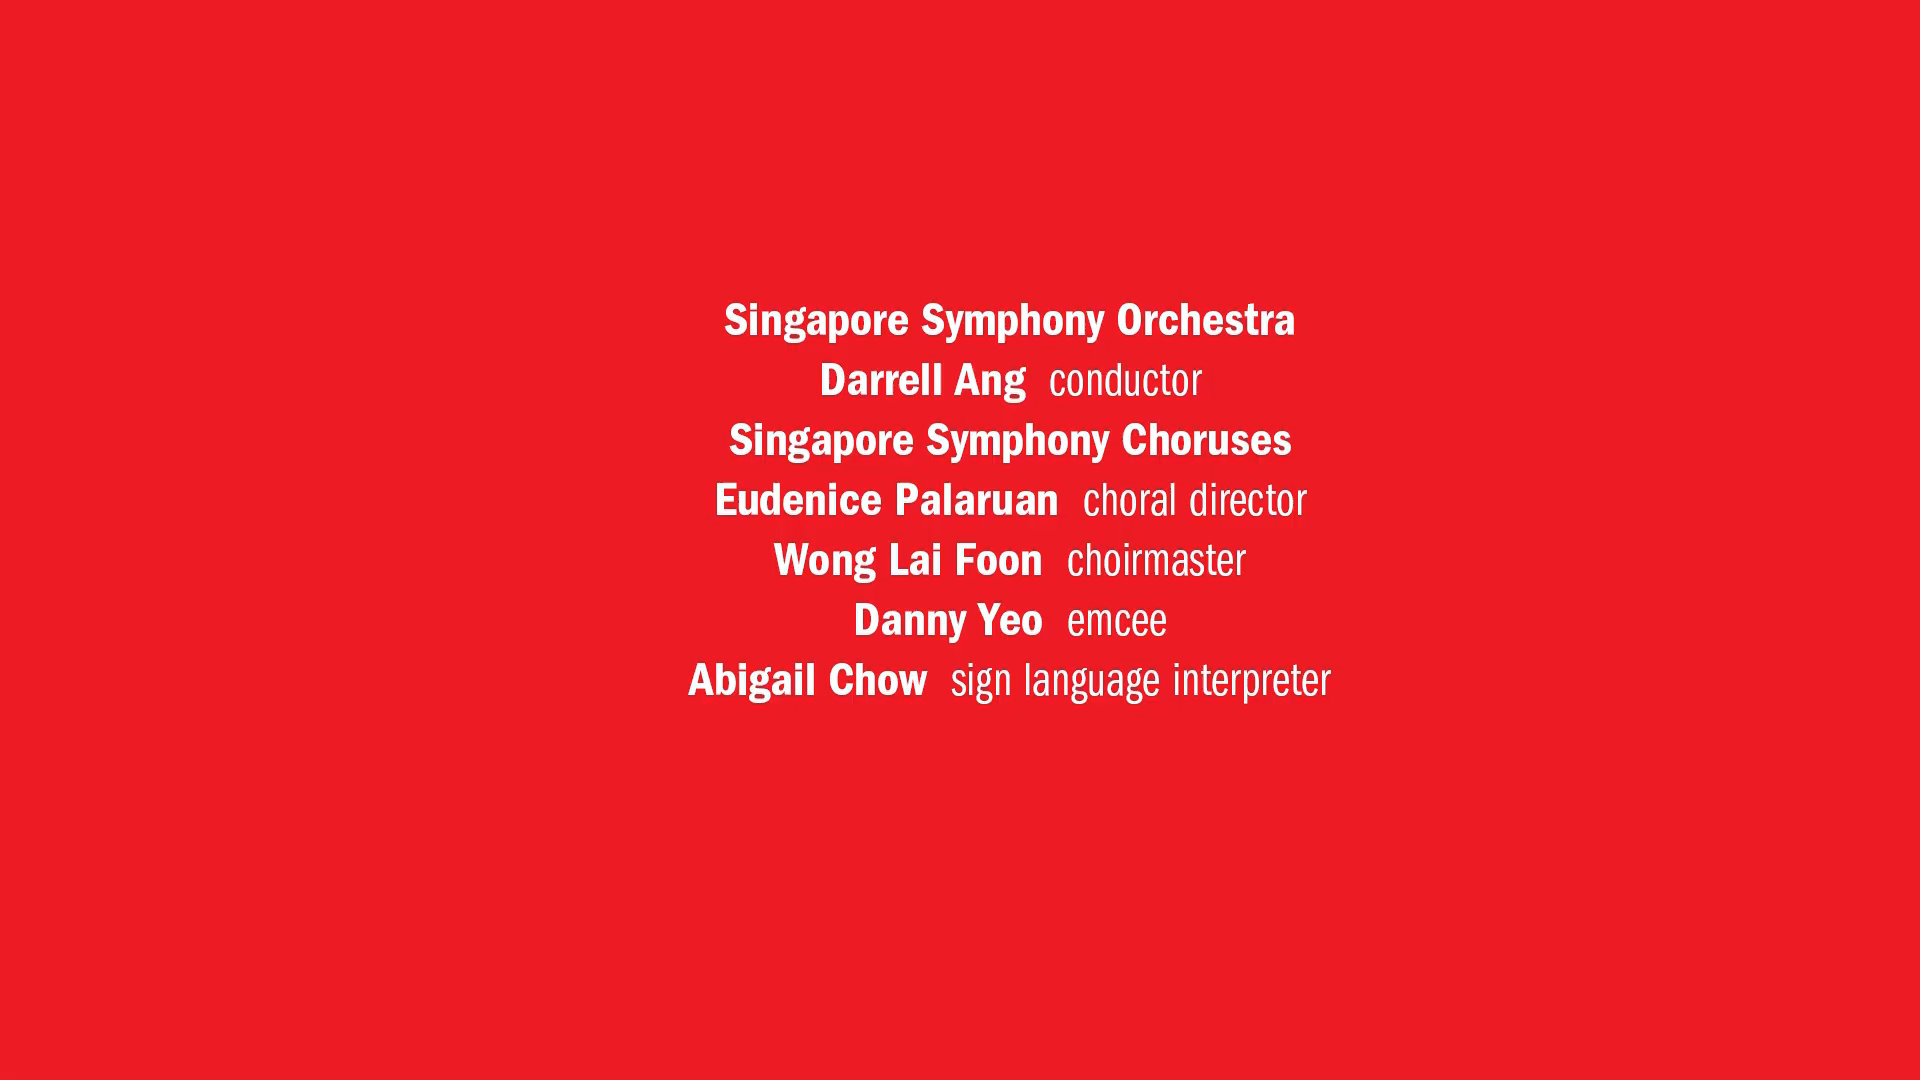 Singapore Symphony Orchestra
Darrell Ang conductor
Singapore Symphony Choruses
Eudenice Palaruan choral director
Wong Lai Foon choirmaster
Danny Yeo emcee
Abigail Chow sign language interpreter